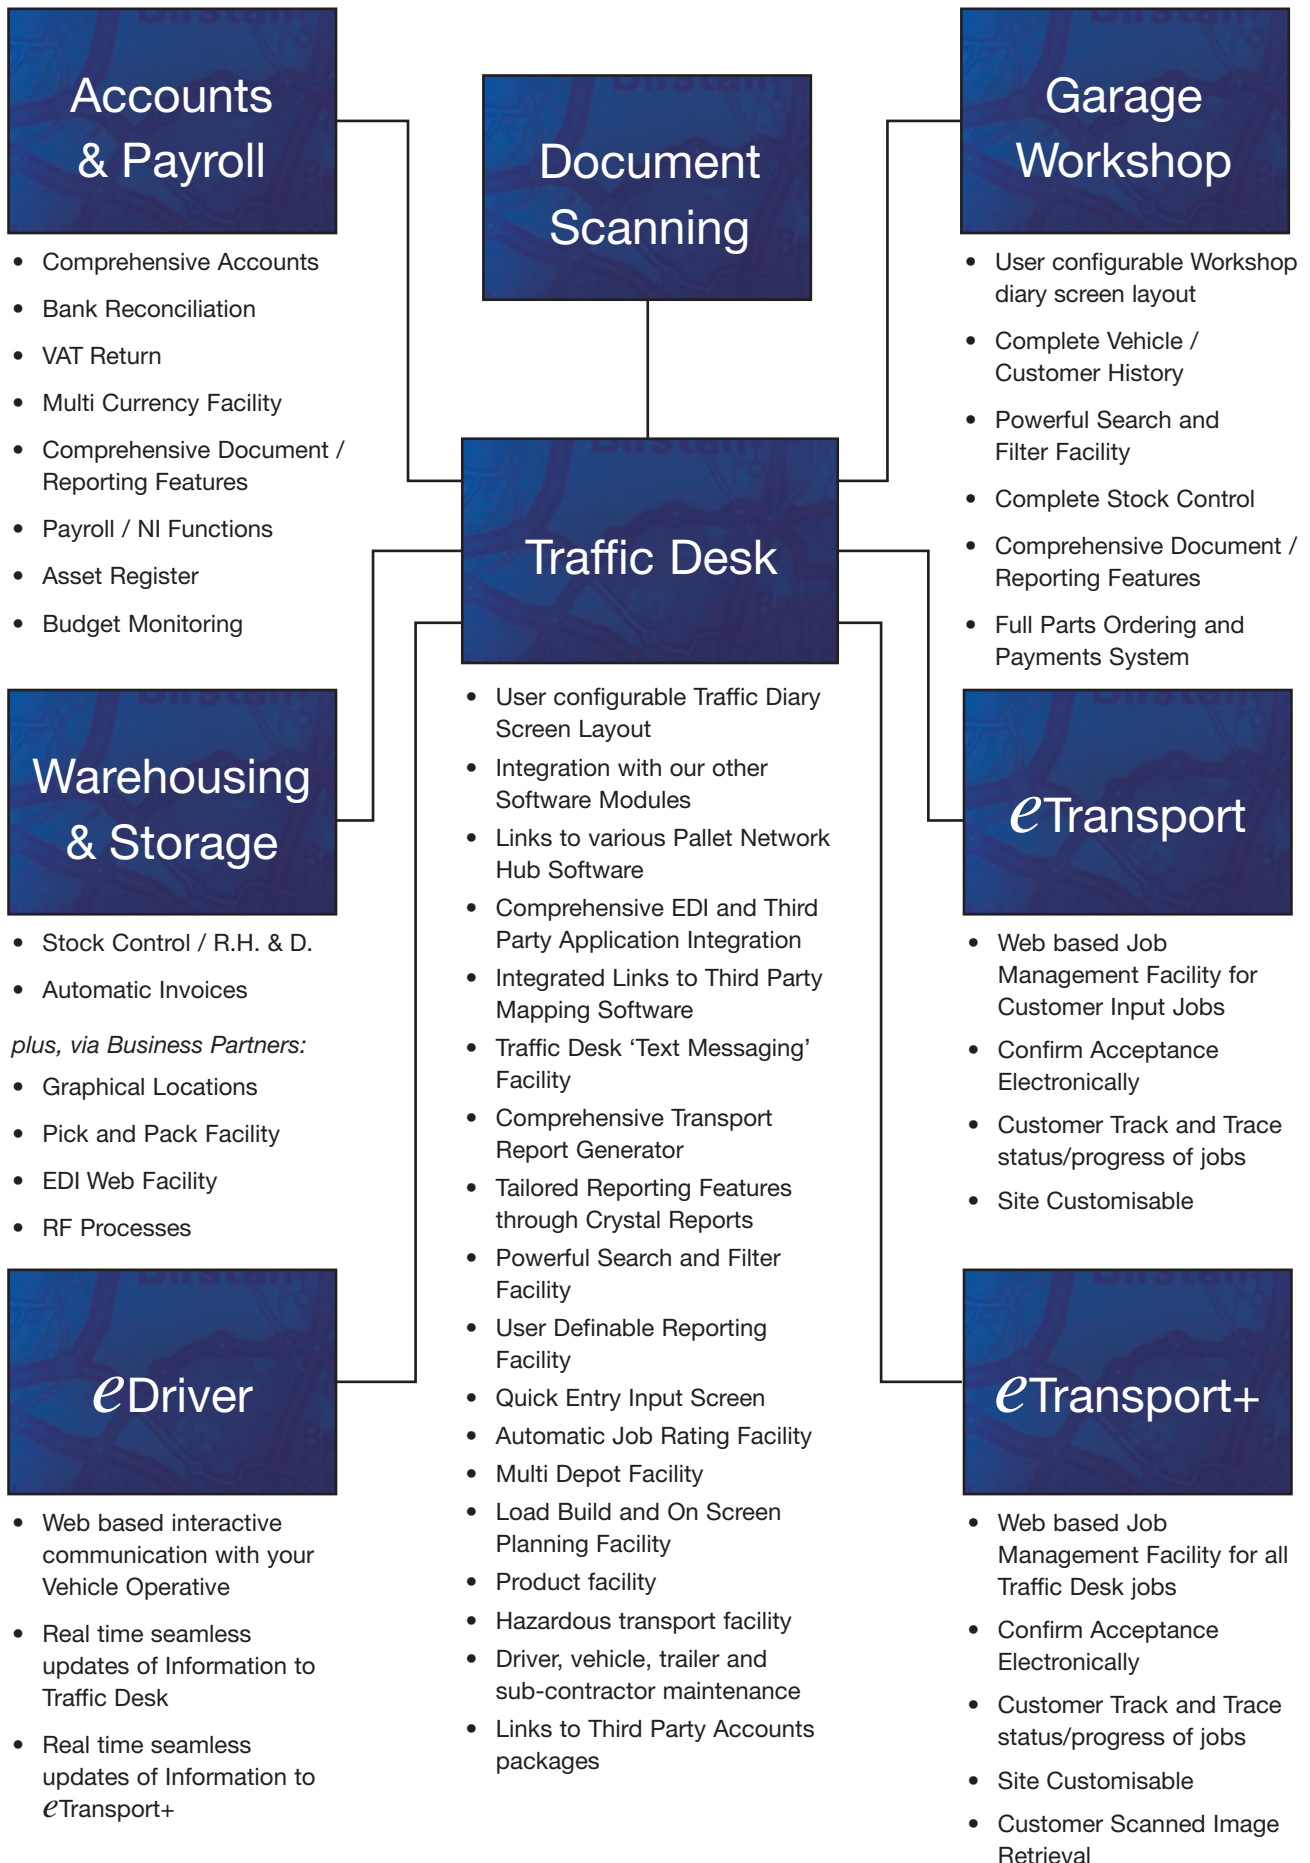 Accounts
& Payroll
• Comprehensive Accounts
• Bank Reconciliation
• VAT Return
• Multi Currency Facility
• Comprehensive Document /
Reporting Features
• Payroll / NI Functions
• Asset Register
• Budget Monitoring
Warehousing
& Storage
• Stock Control / R.H. & D.
• Automatic Invoices
plus, via Business Partners:
• Graphical Locations
• Pick and Pack Facility
• EDI Web Facility
• RF Processes
eDriver
• Web based interactive
communication with your
Vehicle Operative
• Real time seamless
updates of Information to
Traffic Desk
• Real time seamless
updates of Information to
eTransport+
Document
Scanning
Traffic Desk
• User configurable Traffic Diary
Screen Layout
• Integration with our other
Software Modules
• Links to various Pallet Network
Hub Software
• Comprehensive EDI and Third
Party Application Integration
• Integrated Links to Third Party
Mapping Software
• Traffic Desk ‘Text Messaging’
Facility
• Comprehensive Transport
Report Generator
• Tailored Reporting Features
through Crystal Reports
• Powerful Search and Filter
Facility
• User Definable Reporting
Facility
• Quick Entry Input Screen
• Automatic Job Rating Facility
• Multi Depot Facility
• Load Build and On Screen
Planning Facility
• Product facility
• Hazardous transport facility
• Driver, vehicle, trailer and
sub-contractor maintenance
• Links to Third Party Accounts
packages
Garage
Workshop
• User configurable Workshop
diary screen layout
• Complete Vehicle /
Customer History
• Powerful Search and
Filter Facility
• Complete Stock Control
• Comprehensive Document /
Reporting Features
• Full Parts Ordering and
Payments System
eTransport
• Web based Job
Management Facility for
Customer Input Jobs
• Confirm Acceptance
Electronically
• Customer Track and Trace
status/progress of jobs
• Site Customisable
eTransport+
• Web based Job
Management Facility for all
Traffic Desk jobs
• Confirm Acceptance
Electronically
• Customer Track and Trace
status/progress of jobs
• Site Customisable
• Customer Scanned Image
Retrieval